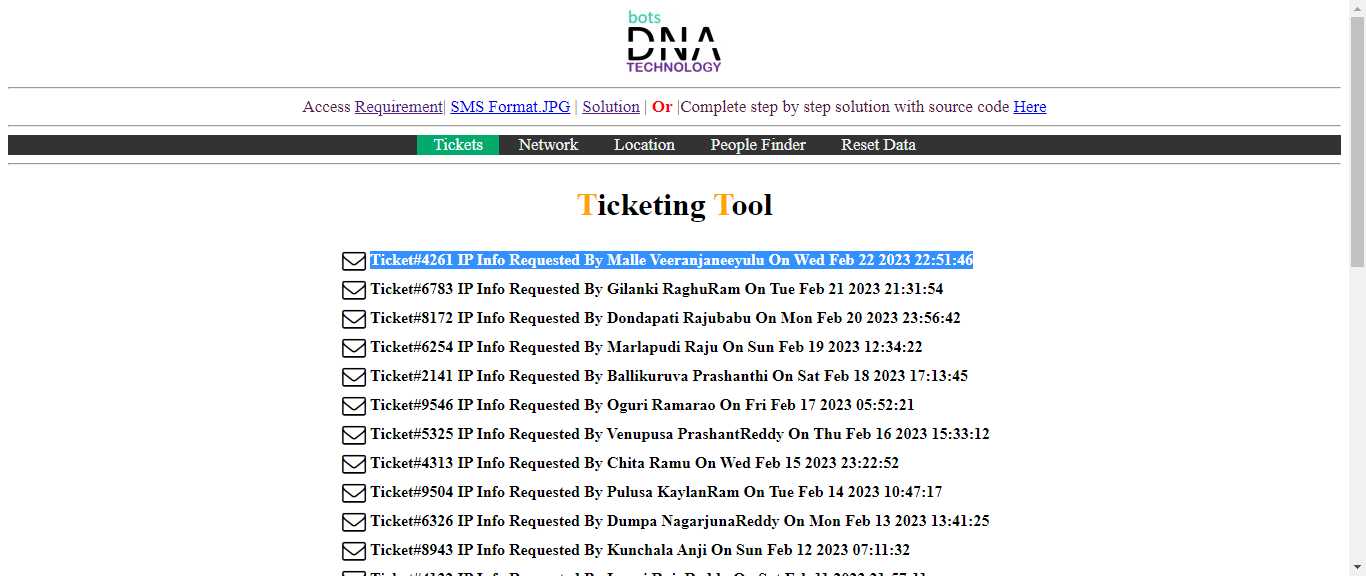 bots
DNA
TECHNOLOGY
Access Requirement| SMS Format.JPG | Solution | Or |Complete step by step solution with source code Here
Tickets Network Location People Finder Reset Data
Ticketing Tool
Ticket#4261 IP Info Requested By Malle Veeranjaneeyulu On Wed Feb 22 2023 22:51:46
Ticket#6783 IP Info Requested By Gilanki RaghuRam On Tue Feb 21 2023 21:31:54
Ticket#8172 IP Info Requested By Dondapati Rajubabu On Mon Feb 20 2023 23:56:42
Ticket#6254 IP Info Requested By Marlapudi Raju On Sun Feb 19 2023 12:34:22
Ticket#2141 IP Info Requested By Ballikuruva Prashanthi On Sat Feb 18 2023 17:13:45
Ticket#9546 IP Info Requested By Oguri Ramarao On Fri Feb 17 2023 05:52:21
Ticket#5325 IP Info Requested By Venupusa PrashantReddy On Thu Feb 16 2023 15:33:12
Ticket#4313 IP Info Requested By Chita Ramu On Wed Feb 15 2023 23:22:52
Ticket#9504 IP Info Requested By Pulusa KaylanRam On Tue Feb 14 2023 10:47:17
Ticket#6326 IP Info Requested By Dumpa NagarjunaReddy On Mon Feb 13 2023 13:41:25
Ticket#8943 IP Info Requested By Kunchala Anji On Sun Feb 12 2023 07:11:32